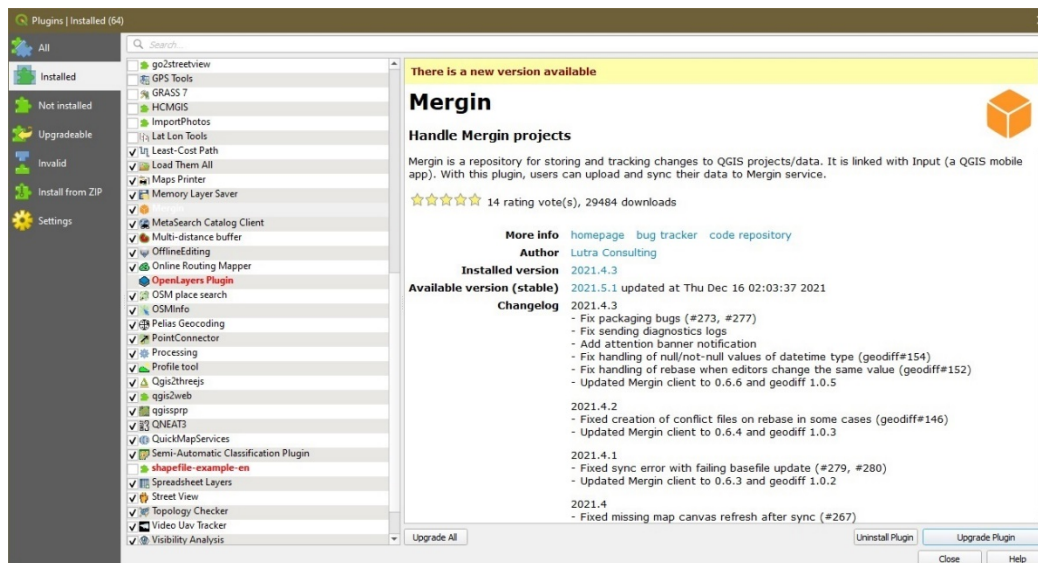 Plugins | Installed (64)
All
Installed
Not installed
Upgradeable
Invalid
Install from ZIP
Settings
Search...
go2streetview
GPS Tools
GRASS 7
HCMGIS
ImportPhotos
Lat Lon Tools
Least-Cost Path
Load Them All
Maps Printer
Memory Layer Saver
Mergin
MetaSearch Catalog Client
Multi-distance buffer
OfflineEditing
Online Routing Mapper
OpenLayers Plugin
OSM place search
OSMInfo
Pelias Geocoding
PointConnector
Processing
Profile tool
Qgis2threejs
qgis2web
qgissprp
QNEAT3
QuickMapServices
Semi-Automatic Classification Plugin
shapefile-example-en
Spreadsheet Layers
Street View
Topology Checker
Video Uav Tracker
Visibility Analysis
There is a new version available
Mergin
Handle Mergin projects
Mergin is a repository for storing and tracking changes to QGIS projects/data. It is linked with Input (a QGIS mobile
app). With this plugin, users can upload and sync their data to Mergin service.
14 rating vote(s), 29484 downloads
More info homepage bug tracker code repository
Author Lutra Consulting
Installed version 2021.4.3
Available version (stable) 2021.5.1 updated at Thu Dec 16 02:03:37 2021
Changelog 2021.4.3
- Fix packaging bugs (#273, #277)
- Fix sending diagnostics logs
- Add attention banner notification
- Fix handling of null/not-null values of datetime type (geodiff#154)
- Fix handling of rebase when editors change the same value (geodiff#152)
- Updated Mergin client to 0.6.6 and geodiff 1.0.5
2021.4.2
- Fixed creation of conflict files on rebase in some cases (geodiff#146)
- Updated Mergin client to 0.6.4 and geodiff 1.0.3
2021.4.1
- Fixed sync error with failing basefile update (#279, #280)
- Updated Mergin client to 0.6.3 and geodiff 1.0.2
2021.4
- Fixed missing map canvas refresh after sync (#267)
Upgrade All
Uninstall Plugin
Upgrade Plugin
Close
Help